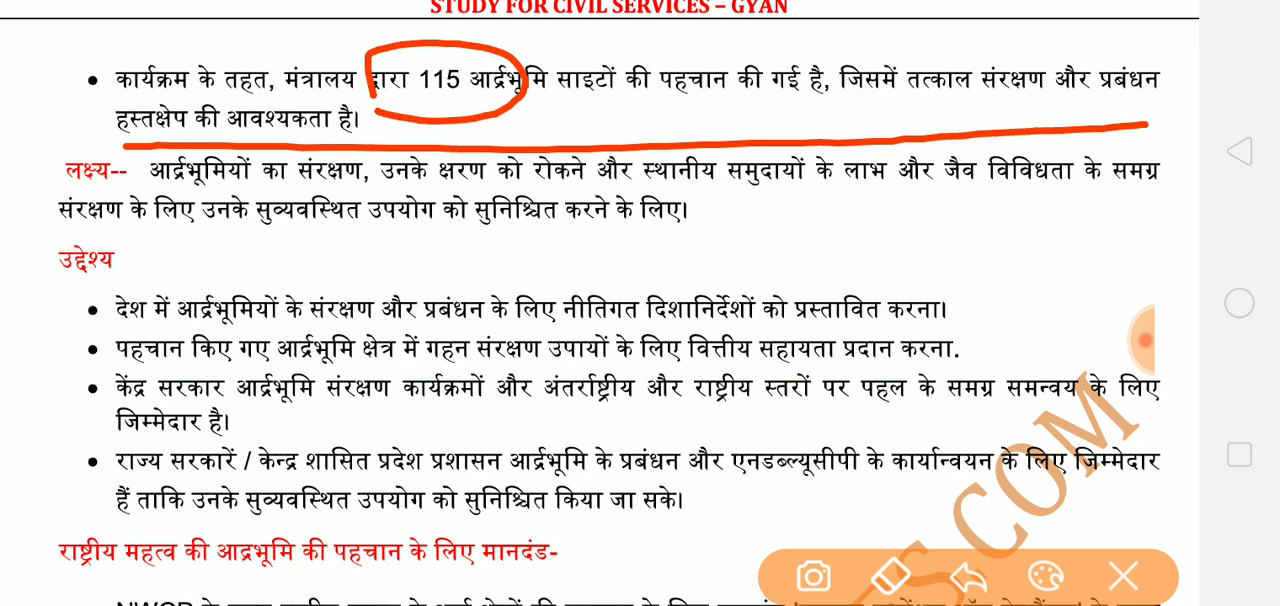 STUDY FOR CIVIL SERVICES – GYAN
• कार्यक्रम के तहत, मंत्रालय द्वारा 115 आर्द्रभूमि साइटों की पहचान की गई है, जिसमें तत्काल संरक्षण और प्रबंधन
हस्तक्षेप की आवश्यकता है।
लक्ष्य-- आर्द्रभूमियों का संरक्षण, उनके क्षरण को रोकने और स्थानीय समुदायों के लाभ और जैव विविधता के समग्र
संरक्षण के लिए उनके सुव्यवस्थित उपयोग को सुनिश्चित करने के लिए।
उद्देश्य
• देश में आर्द्रभूमियों के संरक्षण और प्रबंधन के लिए नीतिगत दिशानिर्देशों को प्रस्तावित करना।
• पहचान किए गए आर्द्रभूमि क्षेत्र में गहन संरक्षण उपायों के लिए वित्तीय सहायता प्रदान करना.
• केंद्र सरकार आर्द्रभूमि संरक्षण कार्यक्रमों और अंतर्राष्ट्रीय और राष्ट्रीय स्तरों पर पहल के समग्र समन्वय के लिए
जिम्मेदार है।
• राज्य सरकारें / केन्द्र शासित प्रदेश प्रशासन आर्द्रभूमि के प्रबंधन और एनडब्ल्यूसीपी के कार्यान्वयन के लिए जिम्मेदार
हैं ताकि उनके सुव्यवस्थित उपयोग को सुनिश्चित किया जा सके।
राष्ट्रीय महत्व की आद्रभूमि की पहचान के लिए मानदंड-
S.COM